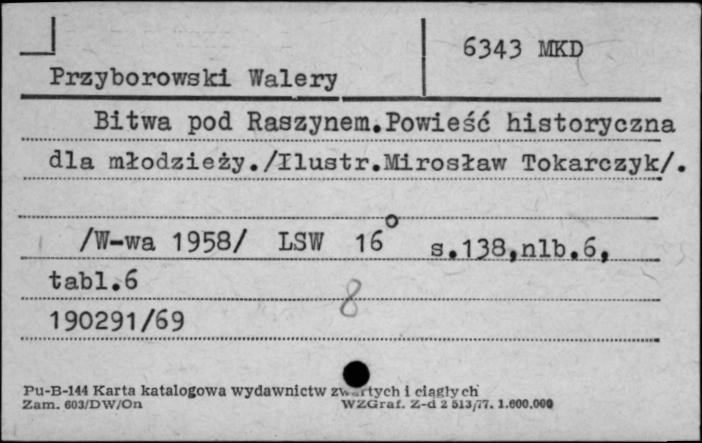 6343 MKD
Przyborowski Walery
Bitwa pod Raszynem.Powieść historyczna
dla młodzieży./Ilustr.Mirosław Tokarczyk/.
/W-wa 1958/ LSW 16° s.138,nlb.6,
tabl.6
8
190291/69
Pu-B-144 Karta katalogowa wydawnictw zwartych i ciągłych
Zam. 603/DW/On WZGraf. Z-d 2 513/77. 1.600.000